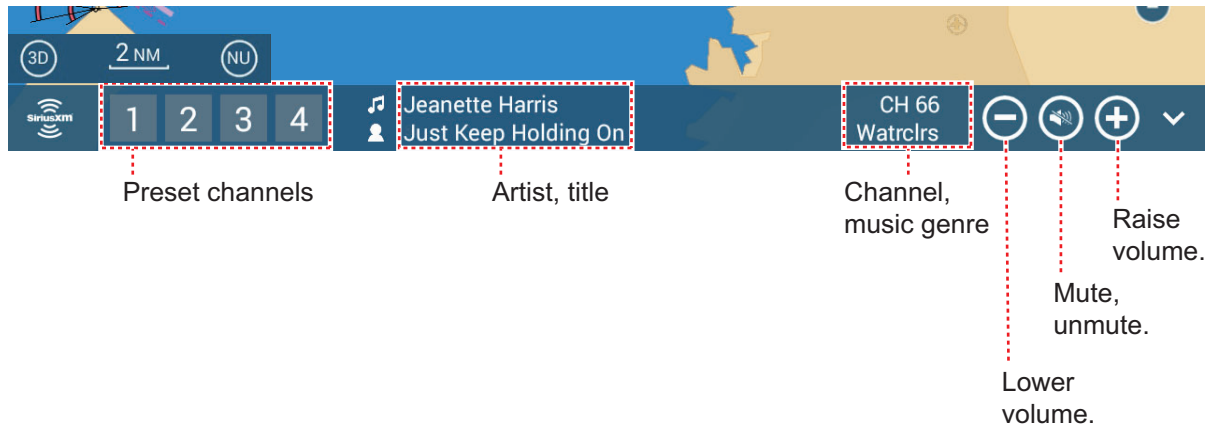 3D 2 NM NU
SiriusXm
1 2 3 4
Jeanette Harris
Just Keep Holding On
CH 66
Watrclrs
Preset channels
Artist, title
Channel,
music genre
Raise
volume.
Mute,
unmute.
Lower
volume.